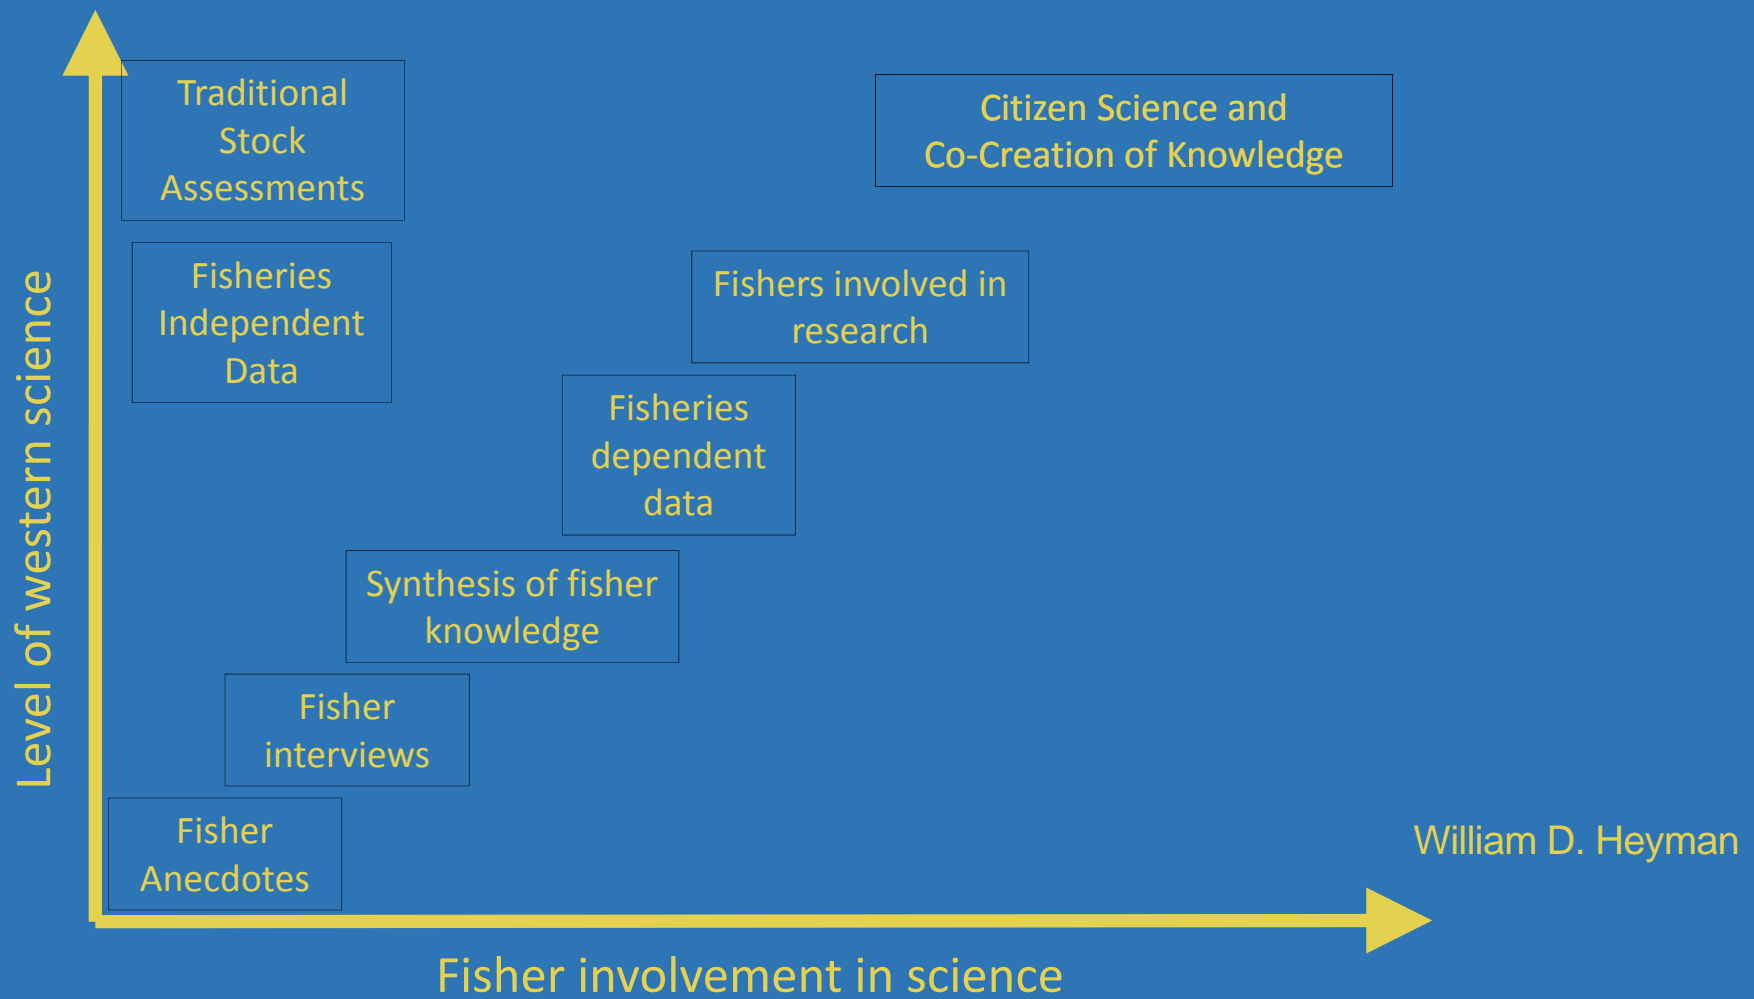 Traditional
Stock
Assessments
Citizen Science and
Co-Creation of Knowledge
Fisheries
Independent
Data
Fishers involved in
research
Fisheries
dependent
data
Synthesis of fisher
knowledge
Fisher
interviews
Fisher
Anecdotes
Level of western science
Fisher involvement in science
William D. Heyman